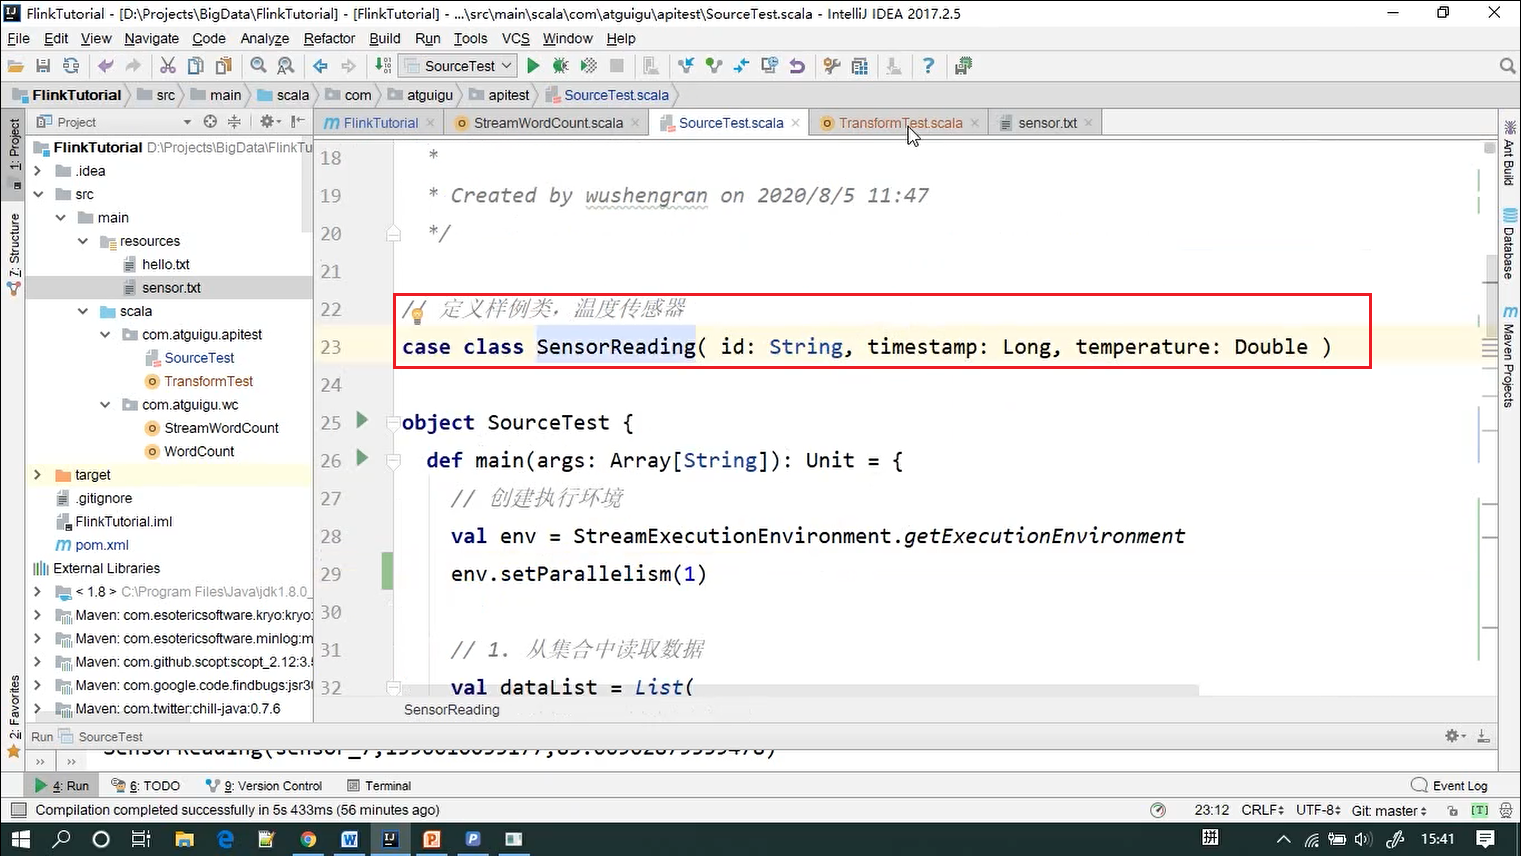 FlinkTutorial - [D:\Projects\BigData\FlinkTutorial] - [FlinkTutorial] - ...\src\main\scala\com\atguigu\apitest\SourceTest.scala - IntelliJ IDEA 2017.2.5
File Edit View Navigate Code Analyze Refactor Build Run Tools VCS Window Help
SourceTest
FlinkTutorial src main scala com atguigu apitest SourceTest.scala
Project
FlinkTutorial StreamWordCount.scala SourceTest.scala TransformTest.scala sensor.txt
1: Project
7: Structure
2: Favorites
FlinkTutorial D:\Projects\BigData\FlinkTu
.idea
src
main
resources
hello.txt
sensor.txt
scala
com.atguigu.apitest
SourceTest
TransformTest
com.atguigu.wc
StreamWordCount
WordCount
target
.gitignore
FlinkTutorial.iml
pom.xml
External Libraries
< 1.8 > C:\Program Files\Java\jdk1.8.0_
Maven: com.esotericsoftware.kryo:kryo:
Maven: com.esotericsoftware.minlog:m
Maven: com.github.scopt:scopt_2.12:3.5
Maven: com.google.code.findbugs:jsr30
Maven: com.twitter:chill-java:0.7.6
18 *
19 * Created by wushengran on 2020/8/5 11:47
20 */
21
22 // 定义样例类，温度传感器
23 case class SensorReading( id: String, timestamp: Long, temperature: Double )
24
25 object SourceTest {
26 def main(args: Array[String]): Unit = {
27 // 创建执行环境
28 val env = StreamExecutionEnvironment.getExecutionEnvironment
29 env.setParallelism(1)
30
31 // 1. 从集合中读取数据
32 val dataList = List(
SensorReading
Ant Build
Database
Maven Projects
Run SourceTest
4: Run 6: TODO 9: Version Control Terminal Event Log
Compilation completed successfully in 5s 433ms (56 minutes ago) 23:12 CRLF UTF-8 Git: master [T]
拼 15:41